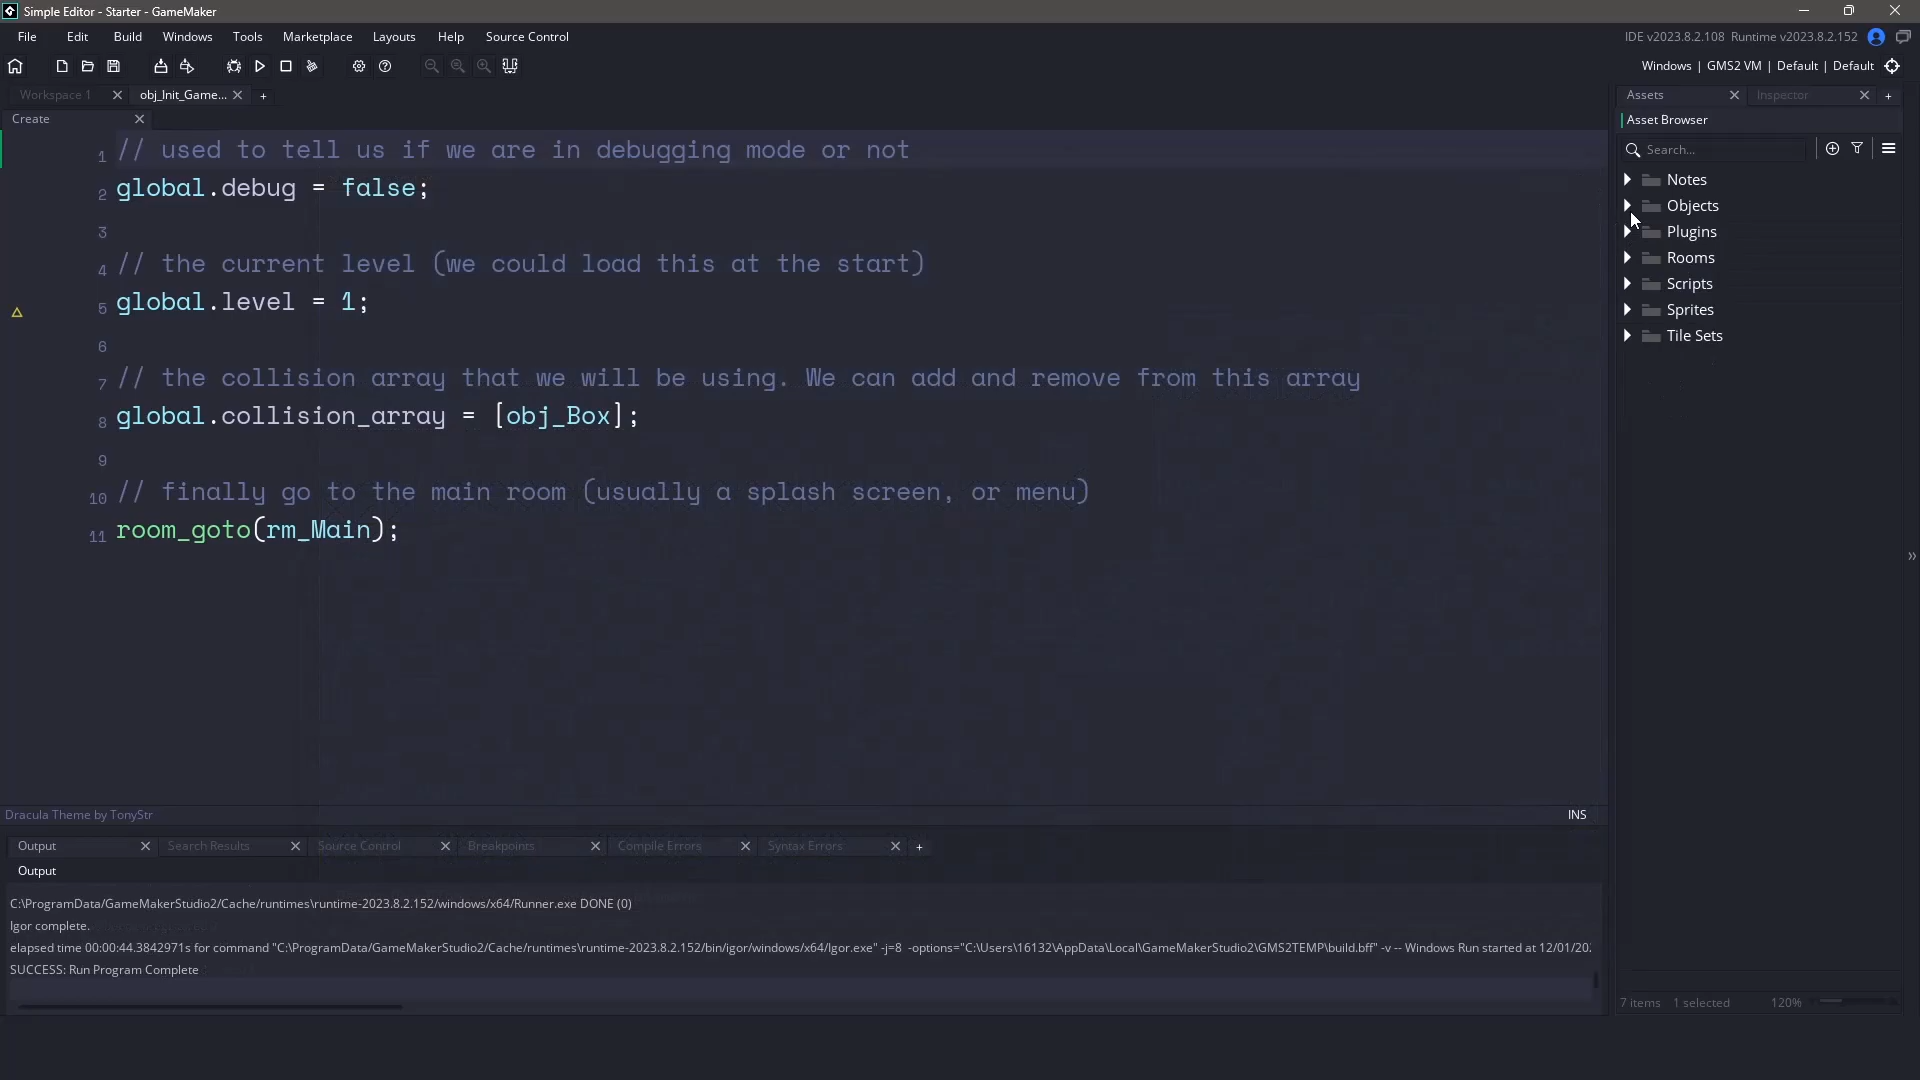 Simple Editor - Starter - GameMaker
File Edit Build Windows Tools Marketplace Layouts Help Source Control
IDE v2023.8.2.108 Runtime v2023.8.2.152
Windows | GMS2 VM | Default | Default
Workspace 1
obj_Init_Game...
Create
1 // used to tell us if we are in debugging mode or not
2 global.debug = false;
3
4 // the current level (we could load this at the start)
5 global.level = 1;
6
7 // the collision array that we will be using. We can add and remove from this array
8 global.collision_array = [obj_Box];
9
10 // finally go to the main room (usually a splash screen, or menu)
11 room_goto(rm_Main);
Dracula Theme by TonyStr
INS
Output Search Results Source Control Breakpoints Compile Errors Syntax Errors
Output
C:\ProgramData/GameMakerStudio2/Cache/runtimes\runtime-2023.8.2.152/windows/x64/Runner.exe DONE (0)
Igor complete.
elapsed time 00:00:44.3842971s for command "C:\ProgramData/GameMakerStudio2/Cache/runtimes\runtime-2023.8.2.152/bin/igor/windows/x64/Igor.exe" -j=8 -options="C:\Users\16132\AppData\Local\GameMakerStudio2\GMS2TEMP\build.bff" -v -- Windows Run started at 12/01/20
SUCCESS: Run Program Complete
Assets
Inspector
Asset Browser
Search...
Notes
Objects
Plugins
Rooms
Scripts
Sprites
Tile Sets
7 items 1 selected 120%